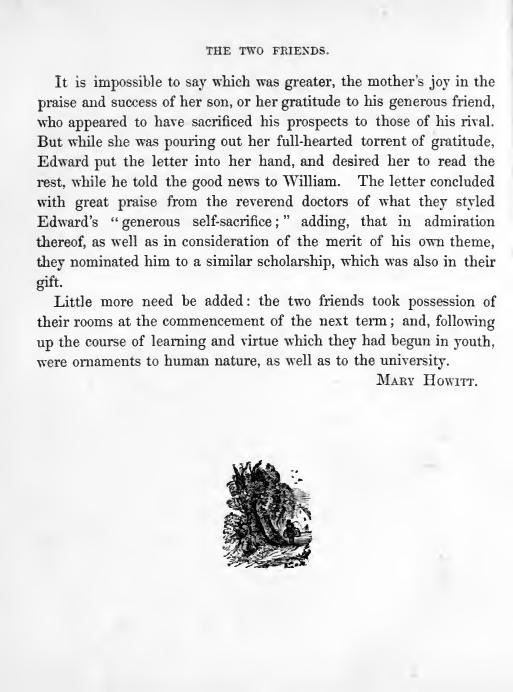 THE TWO FRIENDS.
It is impossible to say which was greater, the mother's joy in the
praise and success of her son, or her gratitude to his generous friend,
who appeared to have sacrificed his prospects to those of his rival.
But while she was pouring out her full-hearted torrent of gratitude,
Edward put the letter into her hand, and desired her to read the
rest, while he told the good news to William. The letter concluded
with great praise from the reverend doctors of what they styled
Edward's "generous self-sacrifice;" adding, that in admiration
thereof, as well as in consideration of the merit of his own theme,
they nominated him to a similar scholarship, which was also in their
gift.
Little more need be added: the two friends took possession of
their rooms at the commencement of the next term; and, following
up the course of learning and virtue which they had begun in youth,
were ornaments to human nature, as well as to the university.
MARY HOWITT.